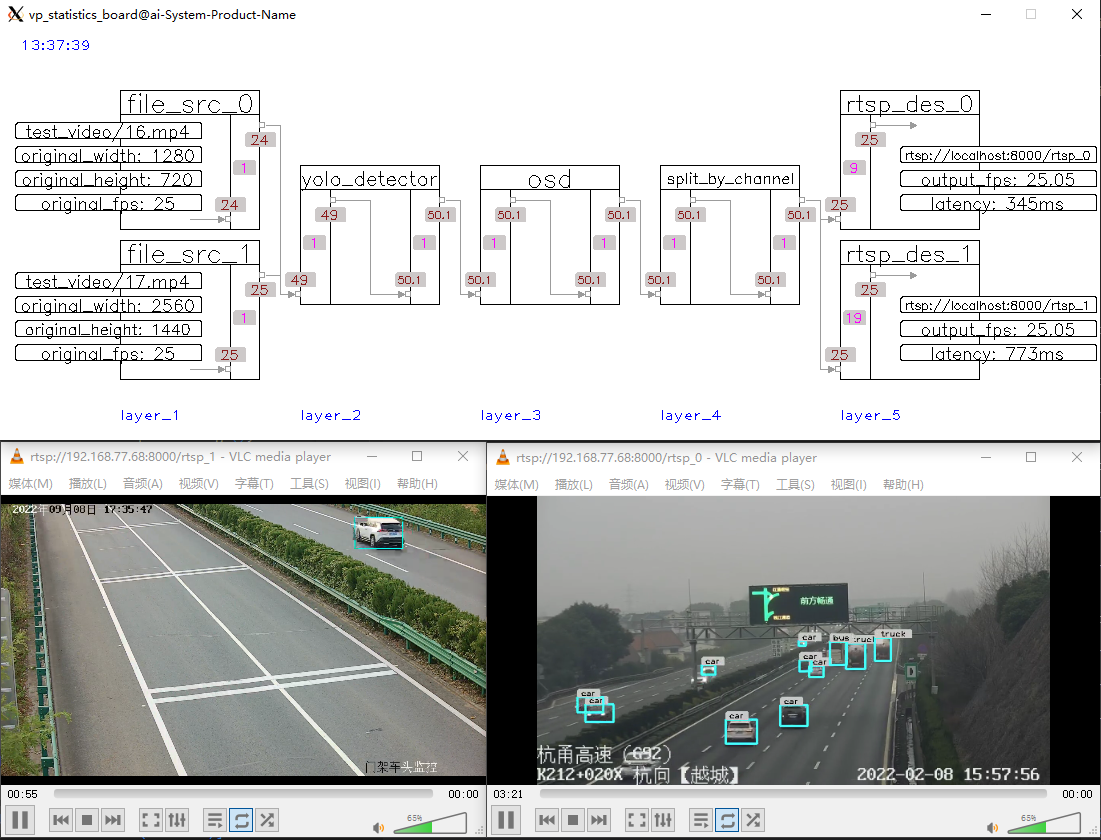 vp_statistics_board@ai-System-Product-Name
13:37:39
file_src_0
test_video/16.mp4
original_width: 1280
original_height: 720
original_fps: 25
24
1
24
file_src_1
test_video/17.mp4
original_width: 2560
original_height: 1440
original_fps: 25
25
1
25
yolo_detector
49
1
49
50.1
1
50.1
osd
50.1
1
50.1
50.1
1
50.1
split_by_channel
50.1
1
50.1
50.1
1
50.1
rtsp_des_0
25
9
25
rtsp://localhost:8000/rtsp_0
output_fps: 25.05
latency: 345ms
rtsp_des_1
25
19
25
rtsp://localhost:8000/rtsp_1
output_fps: 25.05
latency: 773ms
layer_1 layer_2 layer_3 layer_4 layer_5
rtsp://192.168.77.68:8000/rtsp_1 - VLC media player
媒体(M) 播放(L) 音频(A) 视频(V) 字幕(T) 工具(S) 视图(I) 帮助(H)
2022年09月08日 17:35:47
门架车头监控
00:55 00:00
65%
rtsp://192.168.77.68:8000/rtsp_0 - VLC media player
媒体(M) 播放(L) 音频(A) 视频(V) 字幕(T) 工具(S) 视图(I) 帮助(H)
前方畅通
car bus truck
car
car
car
car
car
car
car
杭甬高速（G92）
K212+020X 杭向【越城】 2022-02-08 15:57:56
03:21 00:00
65%